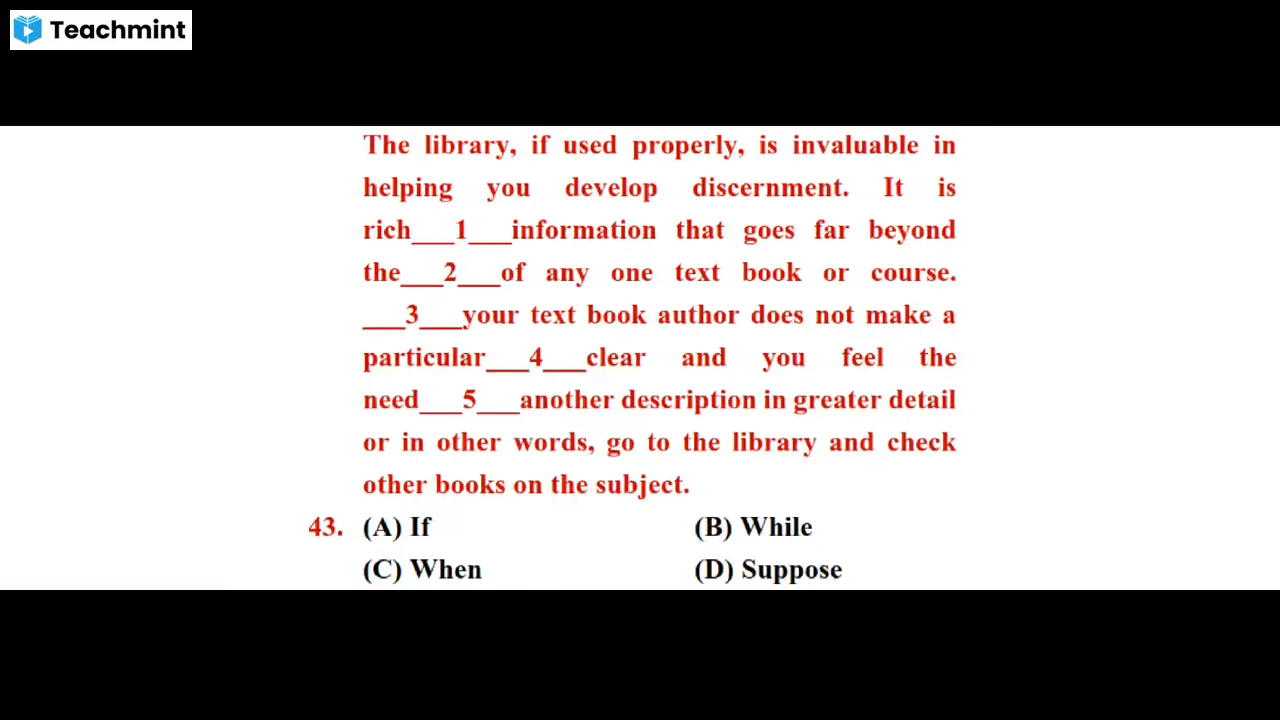 Teachmint
The library, if used properly, is invaluable in
helping you develop discernment. It is
rich___1___information that goes far beyond
the___2___of any one text book or course.
___3___your text book author does not make a
particular___4___clear and you feel the
need___5___another description in greater detail
or in other words, go to the library and check
other books on the subject.
43. (A) If (B) While
(C) When (D) Suppose